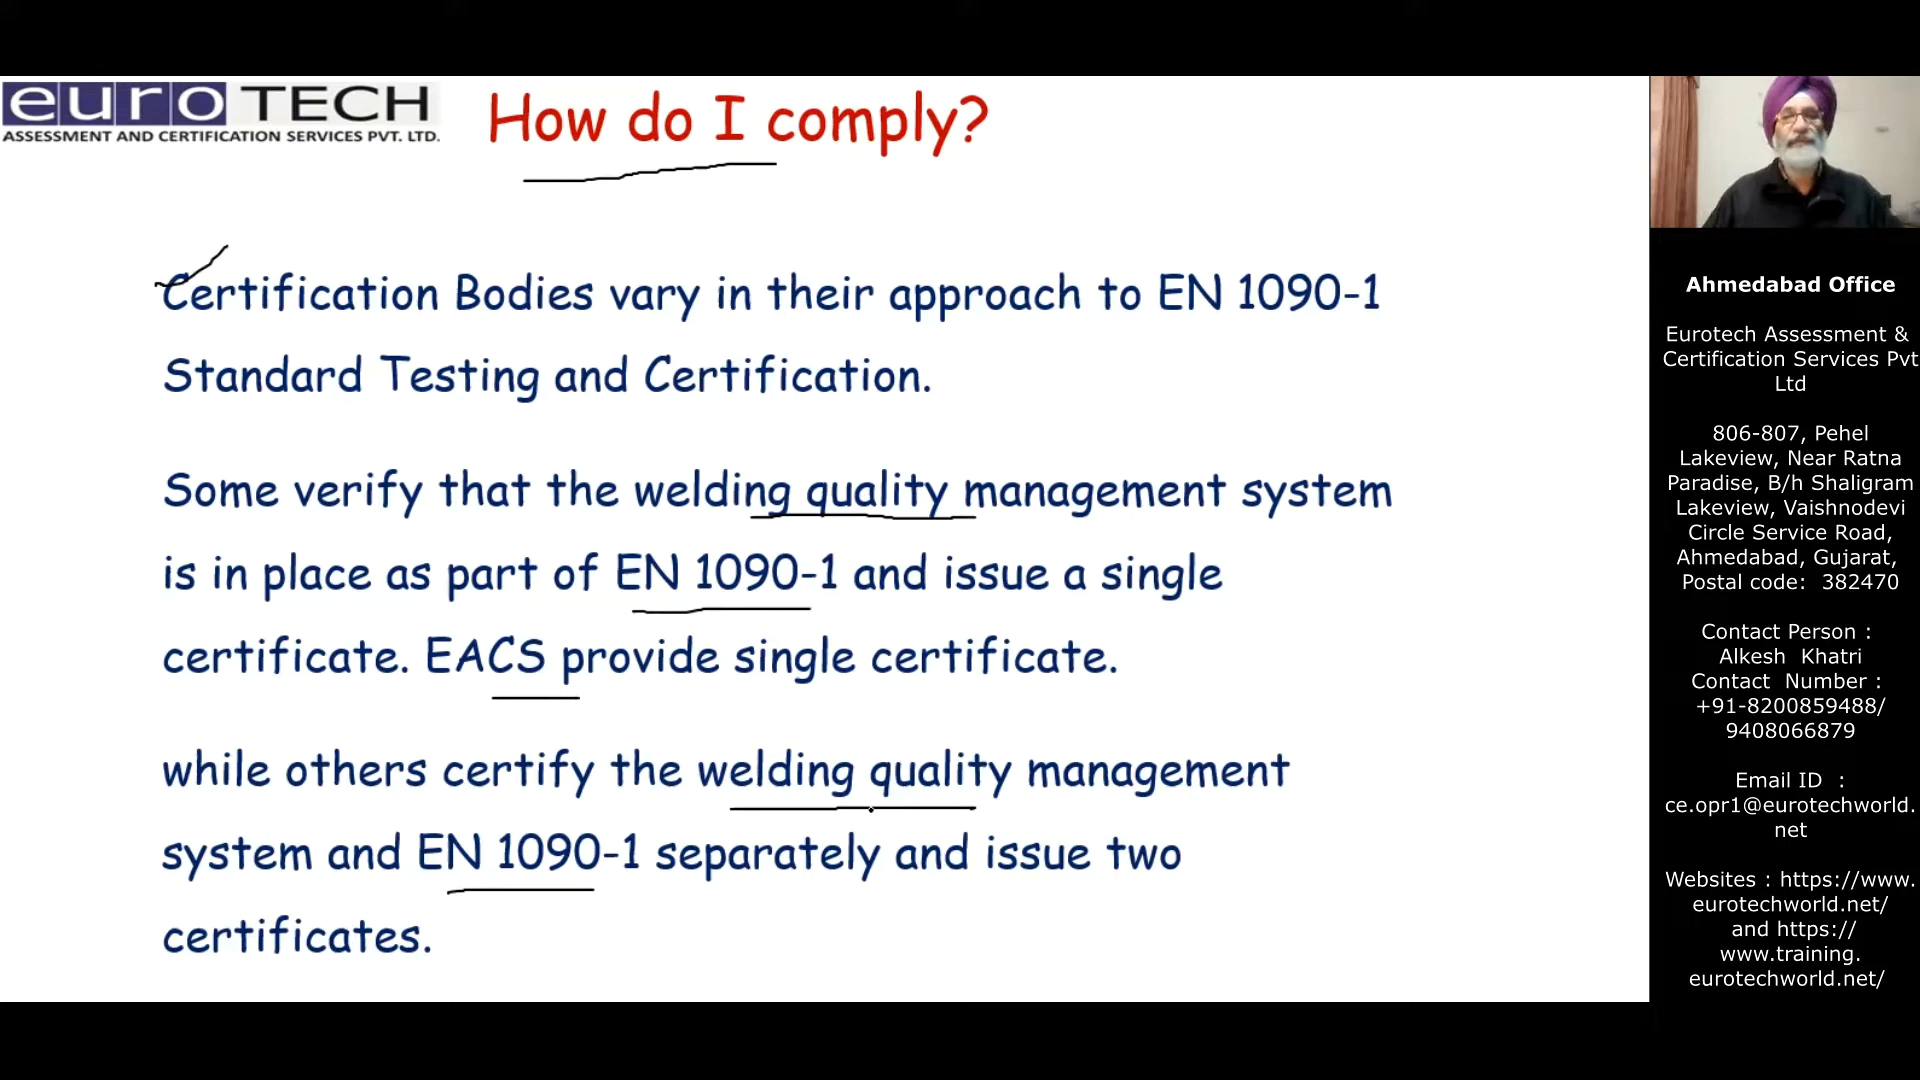 euroTECH
ASSESSMENT AND CERTIFICATION SERVICES PVT. LTD.
How do I comply?
Certification Bodies vary in their approach to EN 1090-1
Standard Testing and Certification.
Some verify that the welding quality management system
is in place as part of EN 1090-1 and issue a single
certificate. EACS provide single certificate.
while others certify the welding quality management
system and EN 1090-1 separately and issue two
certificates.
Ahmedabad Office
Eurotech Assessment &
Certification Services Pvt
Ltd
806-807, Pehel
Lakeview, Near Ratna
Paradise, B/h Shaligram
Lakeview, Vaishnodevi
Circle Service Road,
Ahmedabad, Gujarat,
Postal code: 382470
Contact Person :
Alkesh Khatri
Contact Number :
+91-8200859488/
9408066879
Email ID :
ce.opr1@eurotechworld.
net
Websites : https://www.
eurotechworld.net/
and https://
www.training.
eurotechworld.net/